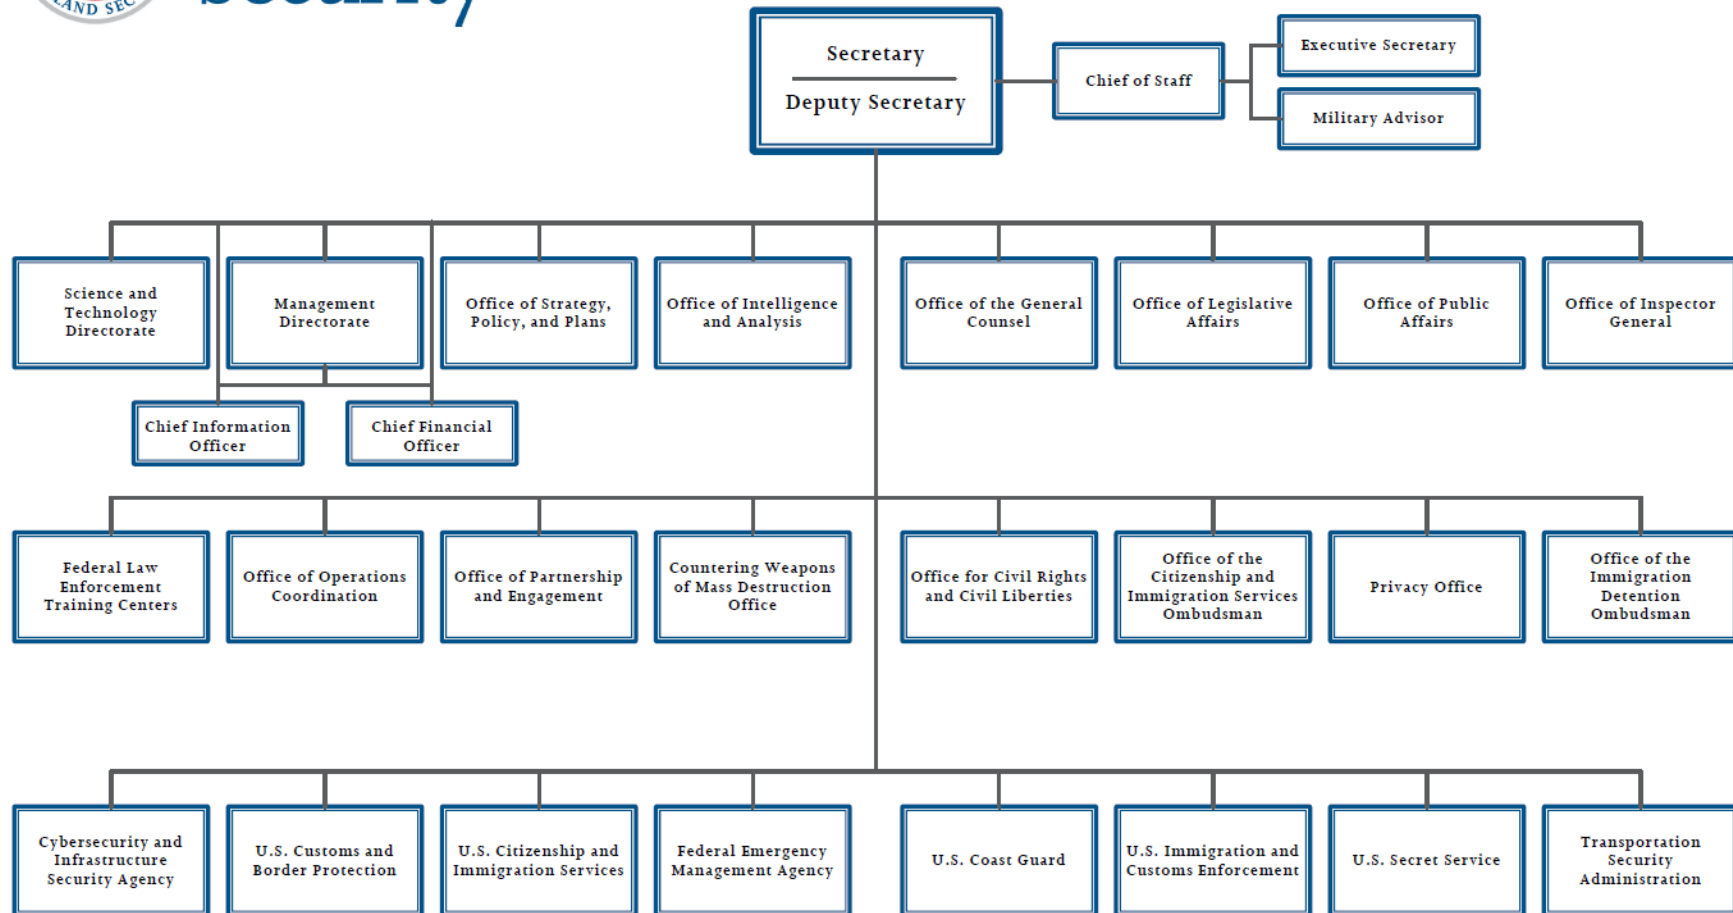 LAND SEC
Security
Secretary
Deputy Secretary
Chief of Staff
Executive Secretary
Military Advisor
Science and
Technology
Directorate
Management
Directorate
Office of Strategy,
Policy, and Plans
Office of Intelligence
and Analysis
Office of the General
Counsel
Office of Legislative
Affairs
Office of Public
Affairs
Office of Inspector
General
Chief Information
Officer
Chief Financial
Officer
Federal Law
Enforcement
Training Centers
Office of Operations
Coordination
Office of Partnership
and Engagement
Countering Weapons
of Mass Destruction
Office
Office for Civil Rights
and Civil Liberties
Office of the
Citizenship and
Immigration Services
Ombudsman
Privacy Office
Office of the
Immigration
Detention
Ombudsman
Cybersecurity and
Infrastructure
Security Agency
U.S. Customs and
Border Protection
U.S. Citizenship and
Immigration Services
Federal Emergency
Management Agency
U.S. Coast Guard
U.S. Immigration and
Customs Enforcement
U.S. Secret Service
Transportation
Security
Administration